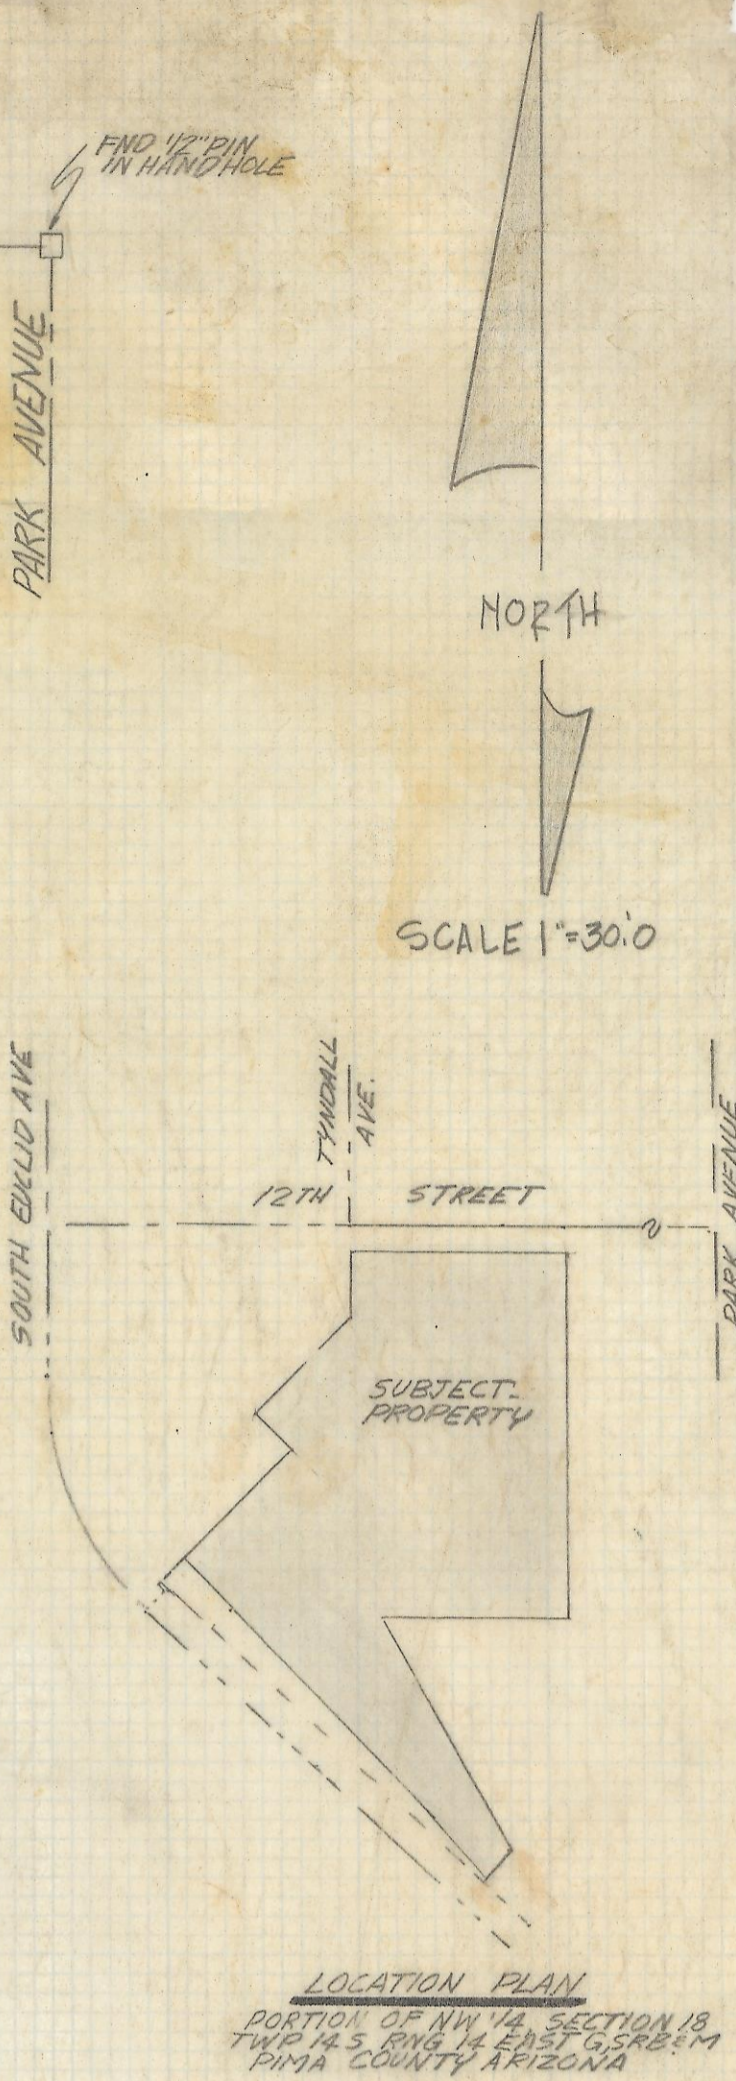 FND 1/2" PIN
IN HANDHOLE
PARK AVENUE
NORTH
SCALE 1"=30.'0
SOUTH EUCLID AVE
TYNDALL
AVE.
12TH STREET
PARK AVENUE
SUBJECT
PROPERTY
LOCATION PLAN
PORTION OF NW 1/4, SECTION 18
TWP 14 S RNG 14 EAST G.S.R.B & M
PIMA COUNTY ARIZONA